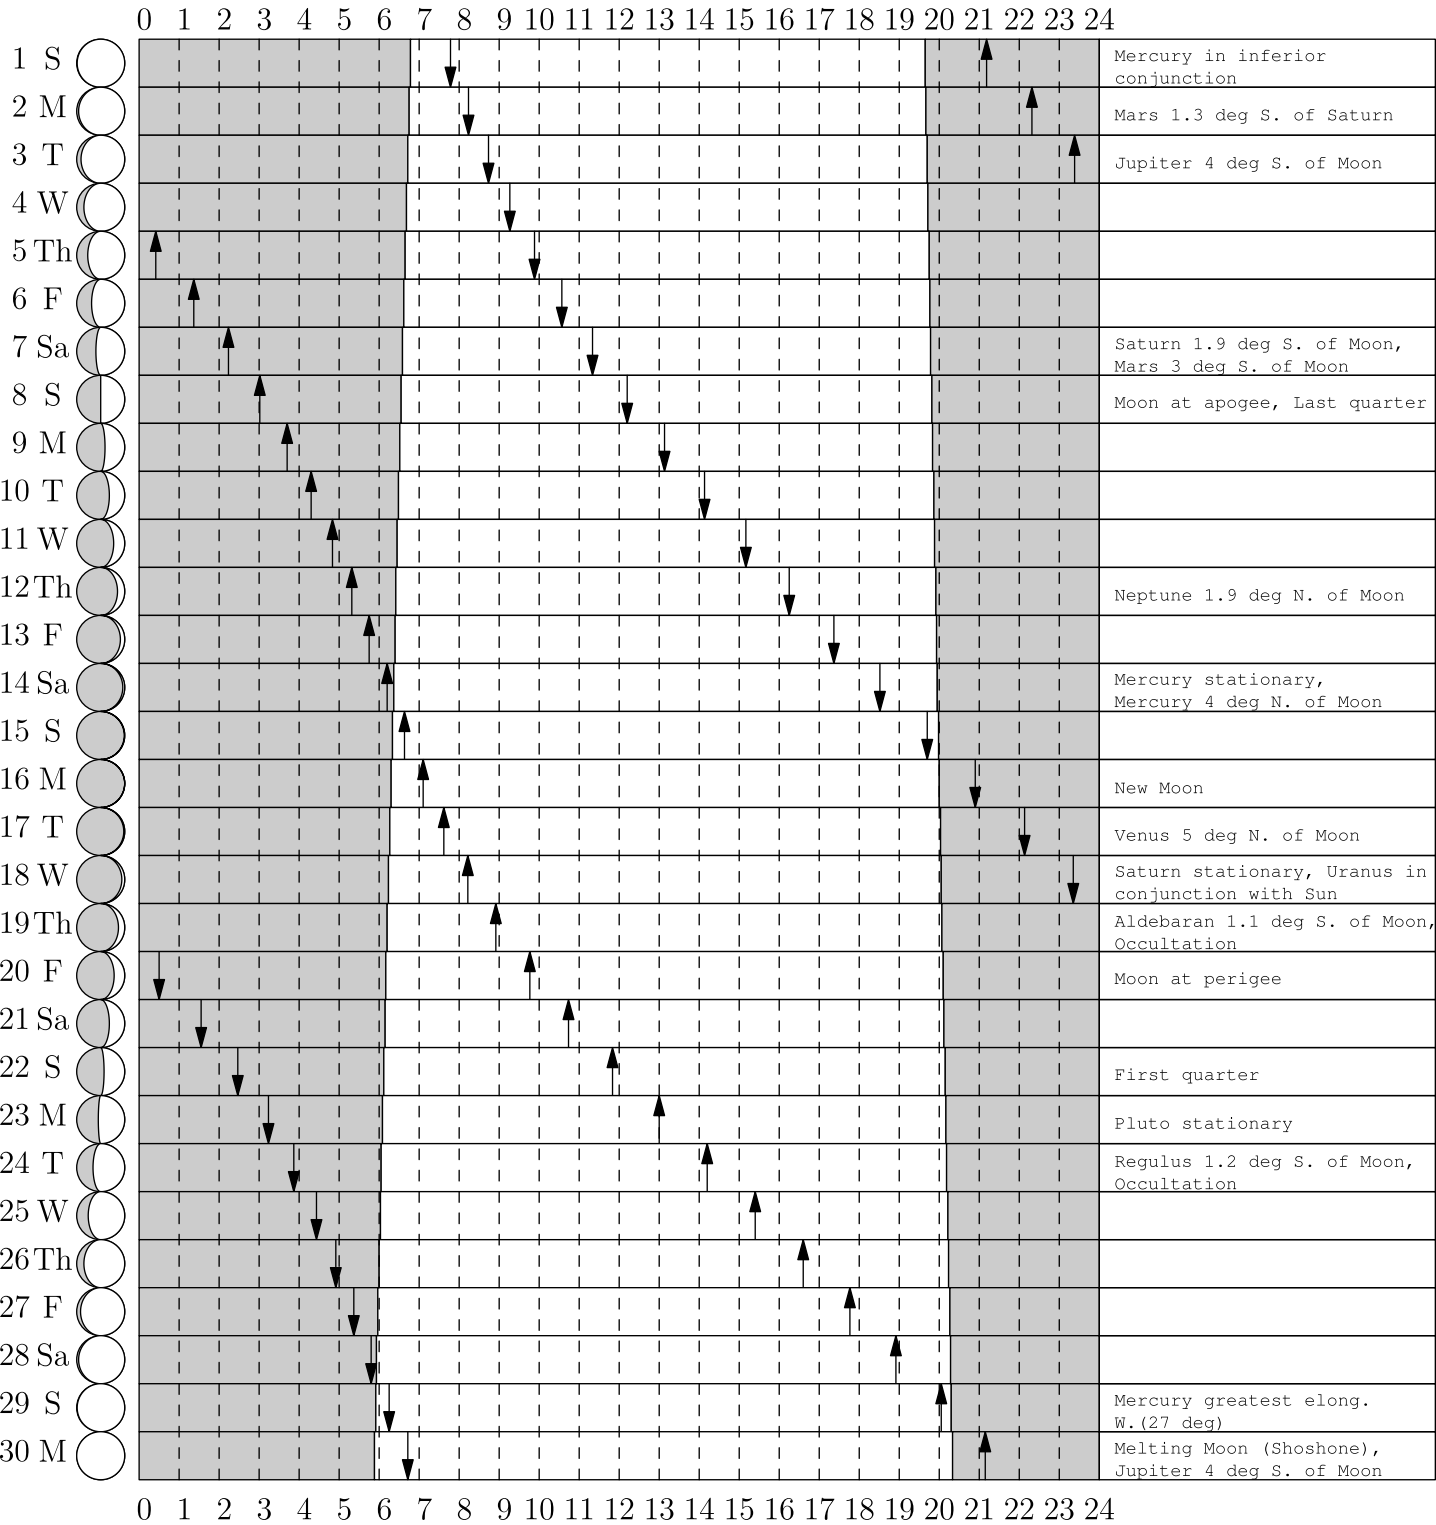 0 1 2 3 4 5 6 7 8 9 10 11 12 13 14 15 16 17 18 19 20 21 22 23 24
1 S Mercury in inferior
conjunction
2 M Mars 1.3 deg S. of Saturn
3 T Jupiter 4 deg S. of Moon
4 W
5 Th
6 F
7 Sa Saturn 1.9 deg S. of Moon,
Mars 3 deg S. of Moon
8 S Moon at apogee, Last quarter
9 M
10 T
11 W
12 Th Neptune 1.9 deg N. of Moon
13 F
14 Sa Mercury stationary,
Mercury 4 deg N. of Moon
15 S
16 M New Moon
17 T Venus 5 deg N. of Moon
18 W Saturn stationary, Uranus in
conjunction with Sun
19 Th Aldebaran 1.1 deg S. of Moon,
Occultation
20 F Moon at perigee
21 Sa
22 S First quarter
23 M Pluto stationary
24 T Regulus 1.2 deg S. of Moon,
Occultation
25 W
26 Th
27 F
28 Sa
29 S Mercury greatest elong.
W.(27 deg)
30 M Melting Moon (Shoshone),
Jupiter 4 deg S. of Moon
0 1 2 3 4 5 6 7 8 9 10 11 12 13 14 15 16 17 18 19 20 21 22 23 24